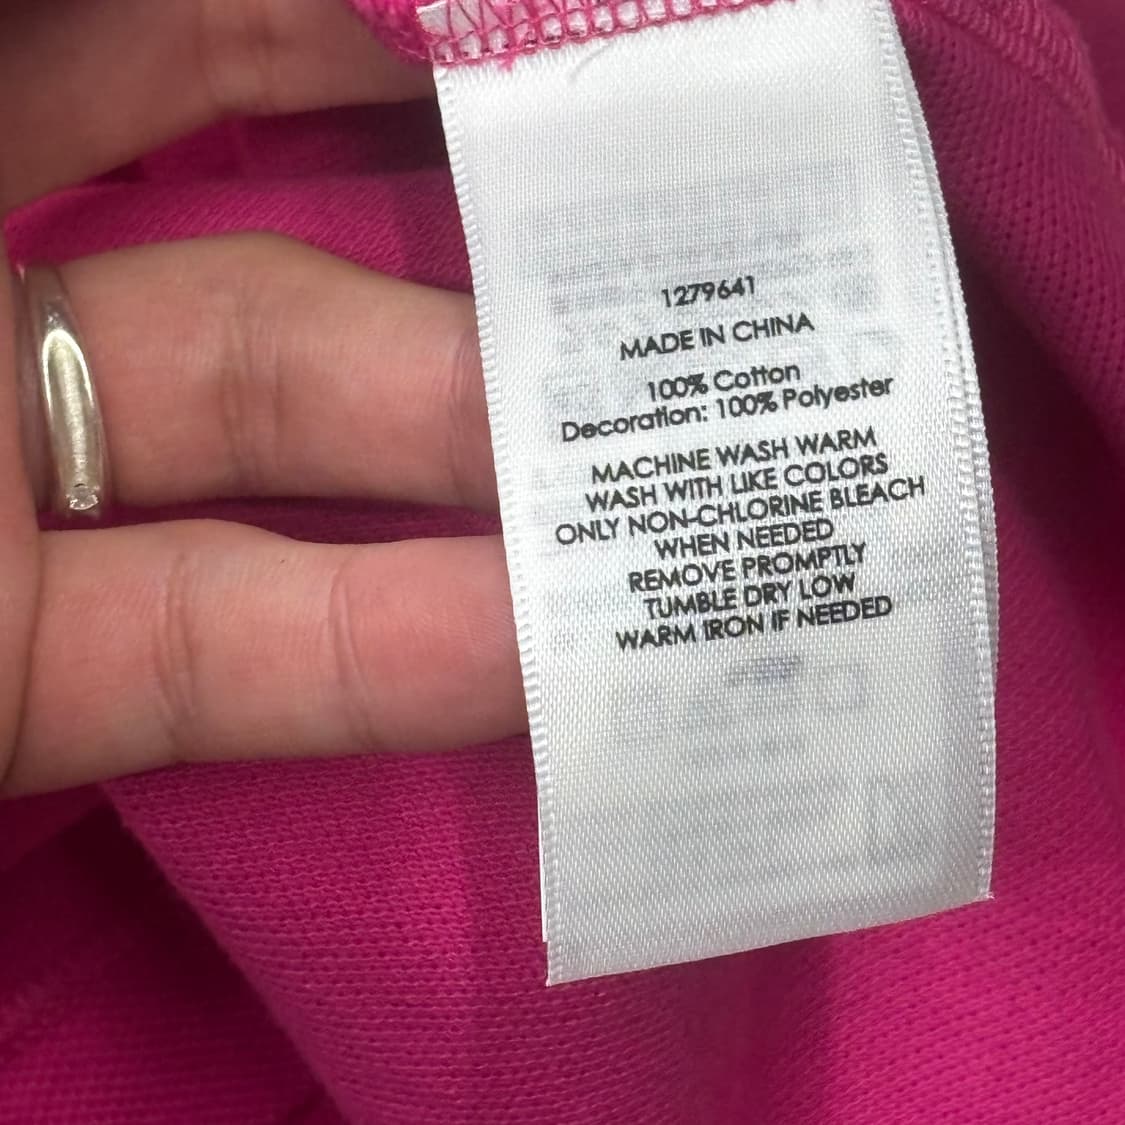 1279641
MADE IN CHINA
100% Cotton
Decoration: 100% Polyester
MACHINE WASH WARM
WASH WITH LIKE COLORS
ONLY NON-CHLORINE BLEACH
WHEN NEEDED
REMOVE PROMPTLY
TUMBLE DRY LOW
WARM IRON IF NEEDED